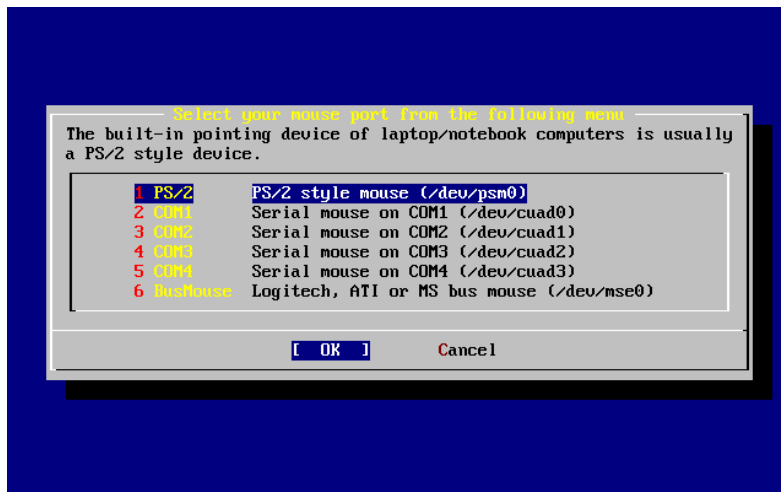 Select your mouse port from the following menu
The built-in pointing device of laptop/notebook computers is usually
a PS/2 style device.
1 PS/2 PS/2 style mouse (/dev/psm0)
2 COM1 Serial mouse on COM1 (/dev/cuad0)
3 COM2 Serial mouse on COM2 (/dev/cuad1)
4 COM3 Serial mouse on COM3 (/dev/cuad2)
5 COM4 Serial mouse on COM4 (/dev/cuad3)
6 BusMouse Logitech, ATI or MS bus mouse (/dev/mse0)
[ OK ] Cancel